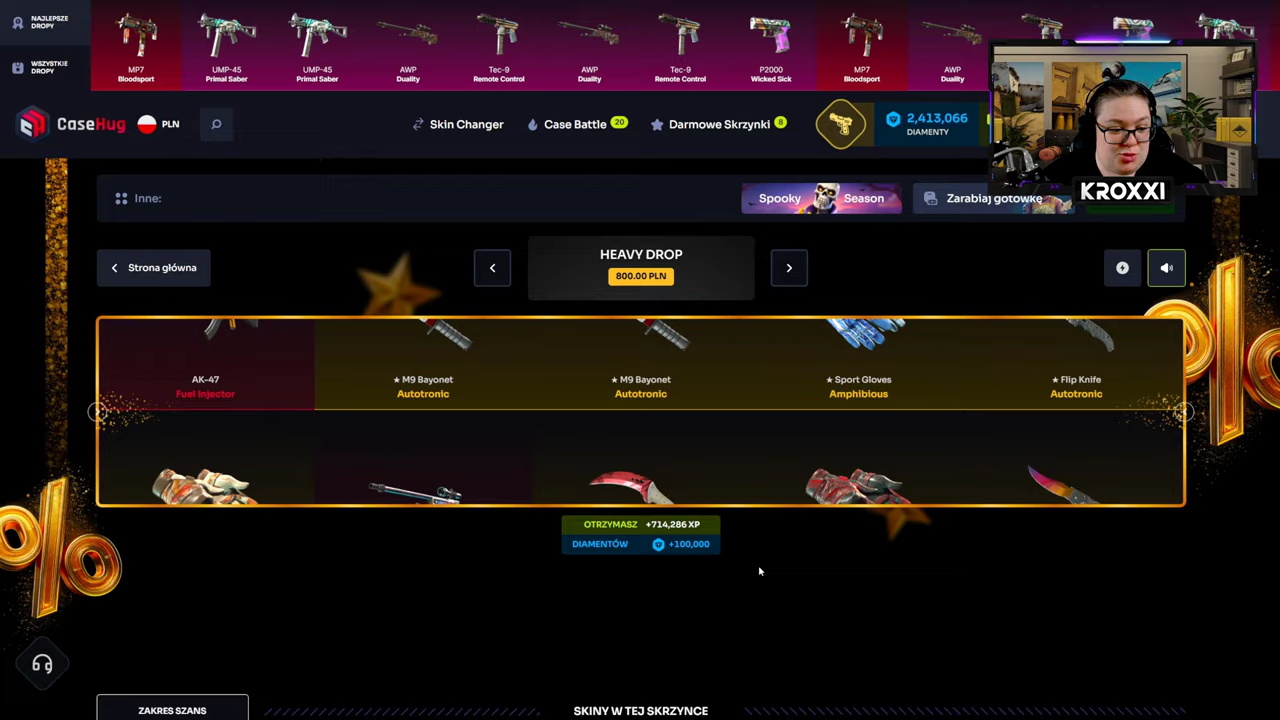 NAJLEPSZE
DROPY
WSZYSTKIE
DROPY
MP7
Bloodsport
UMP-45
Primal Saber
UMP-45
Primal Saber
AWP
Duality
Tec-9
Remote Control
AWP
Duality
Tec-9
Remote Control
P2000
Wicked Sick
MP7
Bloodsport
AWP
Duality
CaseHug
PLN
Skin Changer
Case Battle 20
Darmowe Skrzynki 8
2,413,066
DIAMENTY
KROXXI
Inne:
Spooky Season
Zarabiaj gotówkę
Strona główna
HEAVY DROP
800.00 PLN
AK-47
Fuel Injector
★ M9 Bayonet
Autotronic
★ M9 Bayonet
Autotronic
★ Sport Gloves
Amphibious
★ Flip Knife
Autotronic
OTRZYMASZ +714,286 XP
DIAMENTÓW +100,000
% %
% %
ZAKRES SZANS
SKINY W TEJ SKRZYNCE